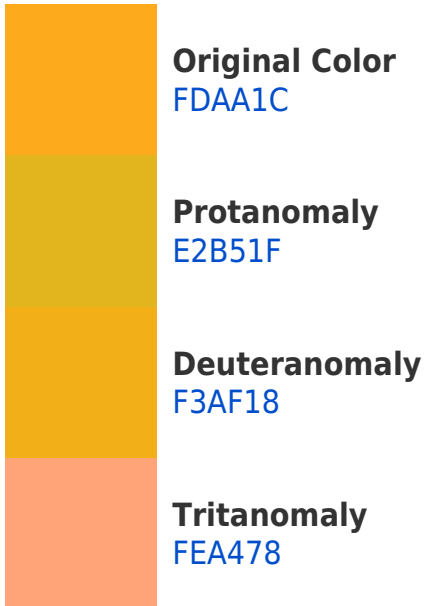 Original Color
FDAA1C
Protanomaly
E2B51F
Deuteranomaly
F3AF18
Tritanomaly
FEA478